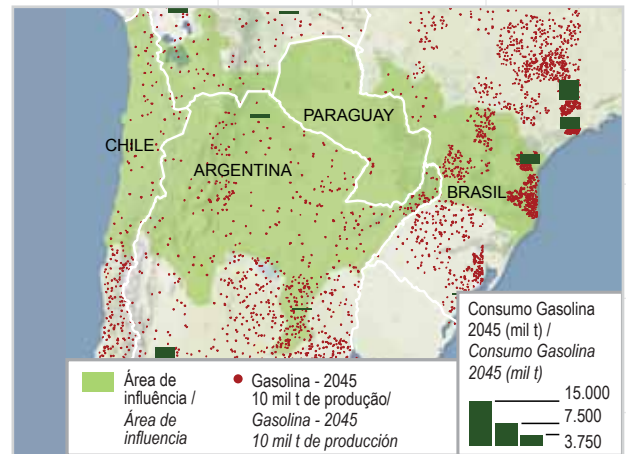 PARAGUAY
CHILE
ARGENTINA
BRASIL
Área de
influência /
Área de
influencia
Gasolina - 2045
10 mil t de produção/
Gasolina - 2045
10 mil t de producción
Consumo Gasolina
2045 (mil t) /
Consumo Gasolina
2045 (mil t)
15.000
7.500
3.750